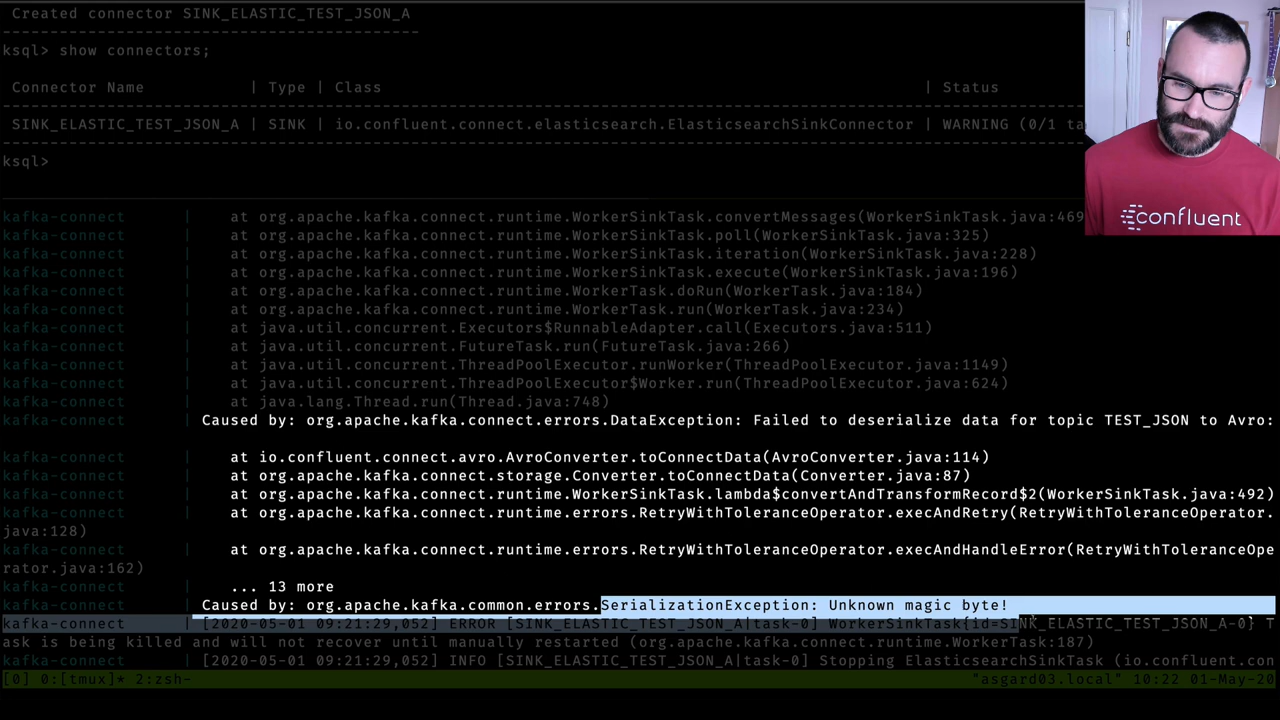 Created connector SINK_ELASTIC_TEST_JSON_A
ksql> show connectors;
Connector Name | Type | Class | Status
SINK_ELASTIC_TEST_JSON_A | SINK | io.confluent.connect.elasticsearch.ElasticsearchSinkConnector | WARNING (0/1 ta
ksql>
confluent
kafka-connect | at org.apache.kafka.connect.runtime.WorkerSinkTask.convertMessages(WorkerSinkTask.java:469
kafka-connect | at org.apache.kafka.connect.runtime.WorkerSinkTask.poll(WorkerSinkTask.java:325)
kafka-connect | at org.apache.kafka.connect.runtime.WorkerSinkTask.iteration(WorkerSinkTask.java:228)
kafka-connect | at org.apache.kafka.connect.runtime.WorkerSinkTask.execute(WorkerSinkTask.java:196)
kafka-connect | at org.apache.kafka.connect.runtime.WorkerTask.doRun(WorkerTask.java:184)
kafka-connect | at org.apache.kafka.connect.runtime.WorkerTask.run(WorkerTask.java:234)
kafka-connect | at java.util.concurrent.Executors$RunnableAdapter.call(Executors.java:511)
kafka-connect | at java.util.concurrent.FutureTask.run(FutureTask.java:266)
kafka-connect | at java.util.concurrent.ThreadPoolExecutor.runWorker(ThreadPoolExecutor.java:1149)
kafka-connect | at java.util.concurrent.ThreadPoolExecutor$Worker.run(ThreadPoolExecutor.java:624)
kafka-connect | at java.lang.Thread.run(Thread.java:748)
kafka-connect | Caused by: org.apache.kafka.connect.errors.DataException: Failed to deserialize data for topic TEST_JSON to Avro:
kafka-connect | at io.confluent.connect.avro.AvroConverter.toConnectData(AvroConverter.java:114)
kafka-connect | at org.apache.kafka.connect.storage.Converter.toConnectData(Converter.java:87)
kafka-connect | at org.apache.kafka.connect.runtime.WorkerSinkTask.lambda$convertAndTransformRecord$2(WorkerSinkTask.java:492)
kafka-connect | at org.apache.kafka.connect.runtime.errors.RetryWithToleranceOperator.execAndRetry(RetryWithToleranceOperator.
java:128)
kafka-connect | at org.apache.kafka.connect.runtime.errors.RetryWithToleranceOperator.execAndHandleError(RetryWithToleranceOpe
rator.java:162)
kafka-connect | ... 13 more
kafka-connect | Caused by: org.apache.kafka.common.errors.SerializationException: Unknown magic byte!
kafka-connect | [2020-05-01 09:21:29,052] ERROR [SINK_ELASTIC_TEST_JSON_A|task-0] WorkerSinkTask{id=SINK_ELASTIC_TEST_JSON_A-0} T
ask is being killed and will not recover until manually restarted (org.apache.kafka.connect.runtime.WorkerTask:187)
kafka-connect | [2020-05-01 09:21:29,052] INFO [SINK_ELASTIC_TEST_JSON_A|task-0] Stopping ElasticsearchSinkTask (io.confluent.con
[0] 0:[tmux]* 2:zsh- "asgard03.local" 10:22 01-May-20